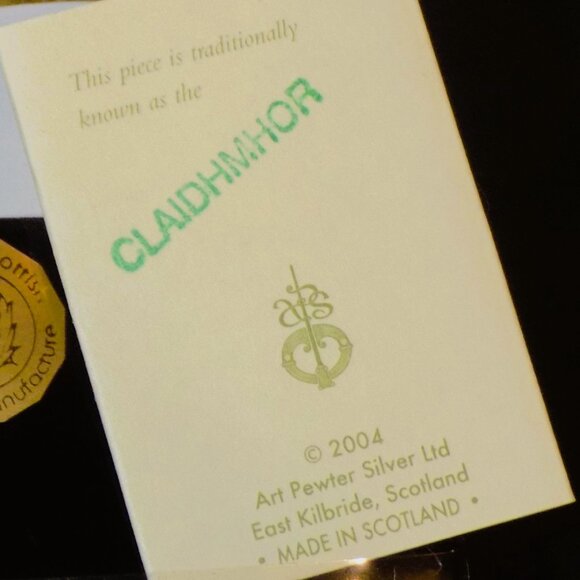 This piece is traditionally
known as the
CLAIDHMHOR
aps
© 2004
Art Pewter Silver Ltd
East Kilbride, Scotland
• MADE IN SCOTLAND •